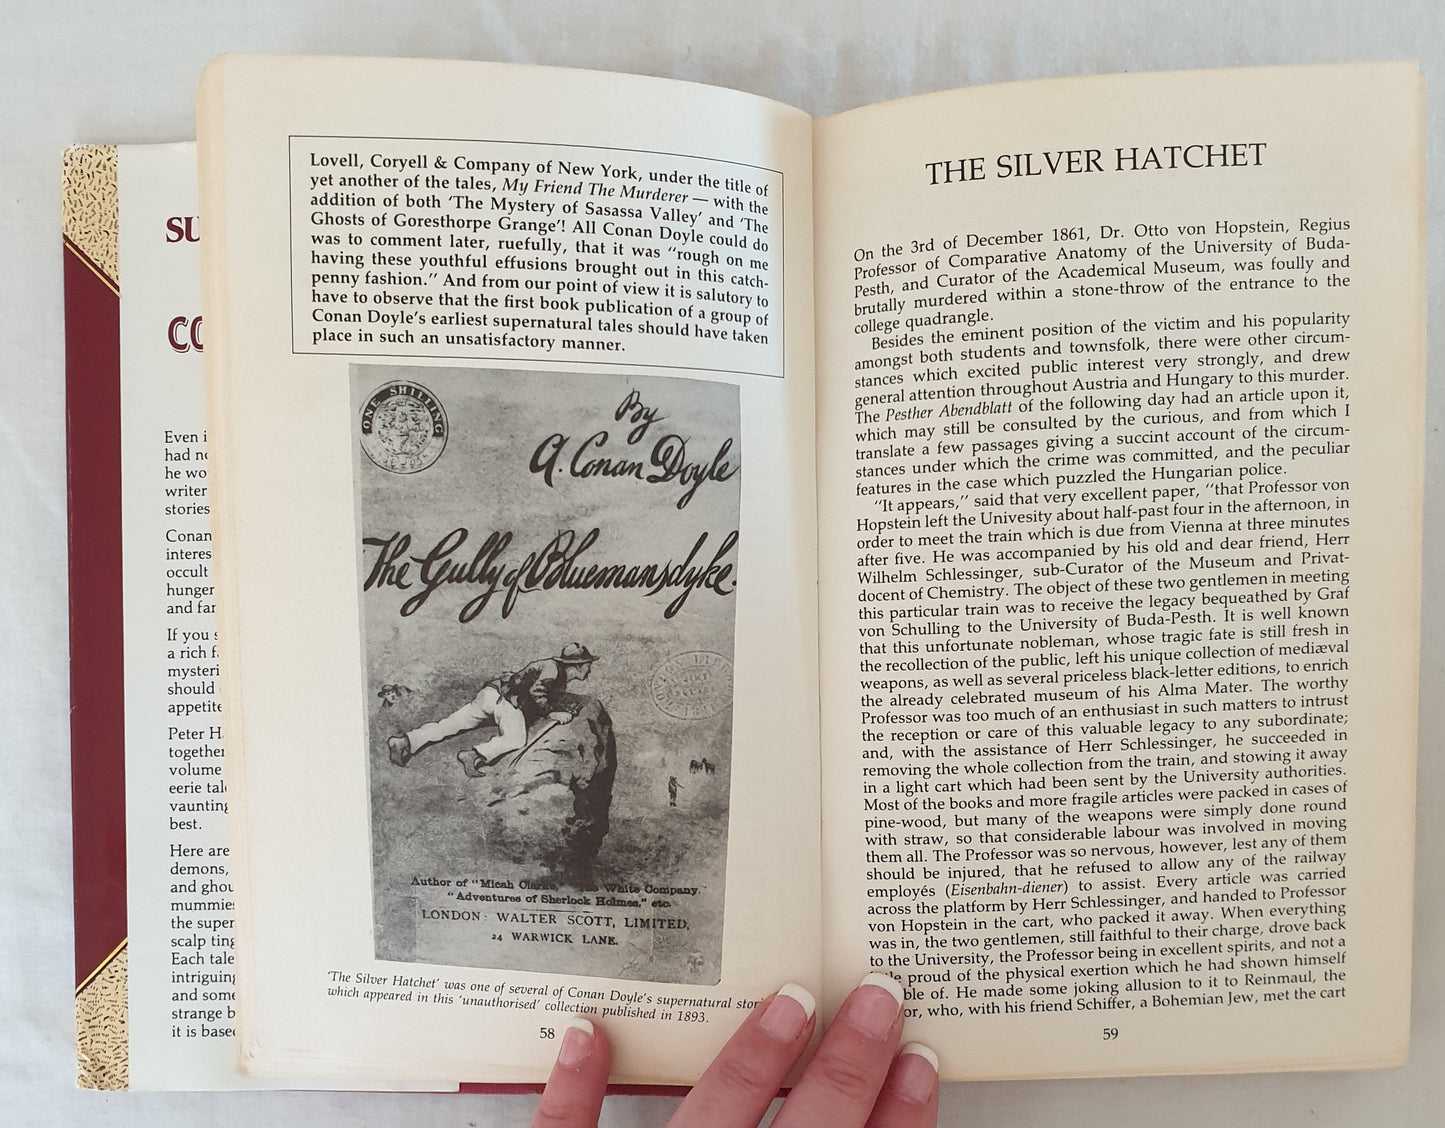 SU
CO
Even i
had no
he wo
writer
stories
Conan
interes
occult
hunger
and far
If you s
a rich f
mysteri
should
appetite
Peter H
together
volume
eerie tal
vaunting
best.
Here are
demons,
and ghou
mummies
the super
scalp ting
Each tale
intriguing
and some
strange b
it is based
Lovell, Coryell & Company of New York, under the title of
yet another of the tales, My Friend The Murderer — with the
addition of both 'The Mystery of Sasassa Valley' and 'The
Ghosts of Goresthorpe Grange'! All Conan Doyle could do
was to comment later, ruefully, that it was "rough on me
having these youthful effusions brought out in this catch-
penny fashion." And from our point of view it is salutory to
have to observe that the first book publication of a group of
Conan Doyle's earliest supernatural tales should have taken
place in such an unsatisfactory manner.
ONE SHILLING
By
A. Conan Doyle
The Gully of Bluemansdyke.
Author of "Micah Clarke," "The White Company,"
"Adventures of Sherlock Holmes," etc.
LONDON: WALTER SCOTT, LIMITED,
24 WARWICK LANE.
'The Silver Hatchet' was one of several of Conan Doyle's supernatural stori
which appeared in this 'unauthorised' collection published in 1893.
58
THE SILVER HATCHET
On the 3rd of December 1861, Dr. Otto von Hopstein, Regius
Professor of Comparative Anatomy of the University of Buda-
Pesth, and Curator of the Academical Museum, was foully and
brutally murdered within a stone-throw of the entrance to the
college quadrangle.
Besides the eminent position of the victim and his popularity
amongst both students and townsfolk, there were other circum-
stances which excited public interest very strongly, and drew
general attention throughout Austria and Hungary to this murder.
The Pesther Abendblatt of the following day had an article upon it,
which may still be consulted by the curious, and from which I
translate a few passages giving a succint account of the circum-
stances under which the crime was committed, and the peculiar
features in the case which puzzled the Hungarian police.
"It appears," said that very excellent paper, "that Professor von
Hopstein left the Univesity about half-past four in the afternoon, in
order to meet the train which is due from Vienna at three minutes
after five. He was accompanied by his old and dear friend, Herr
Wilhelm Schlessinger, sub-Curator of the Museum and Privat-
docent of Chemistry. The object of these two gentlemen in meeting
this particular train was to receive the legacy bequeathed by Graf
von Schulling to the University of Buda-Pesth. It is well known
that this unfortunate nobleman, whose tragic fate is still fresh in
the recollection of the public, left his unique collection of mediæval
weapons, as well as several priceless black-letter editions, to enrich
the already celebrated museum of his Alma Mater. The worthy
Professor was too much of an enthusiast in such matters to intrust
the reception or care of this valuable legacy to any subordinate;
and, with the assistance of Herr Schlessinger, he succeeded in
removing the whole collection from the train, and stowing it away
in a light cart which had been sent by the University authorities.
Most of the books and more fragile articles were packed in cases of
pine-wood, but many of the weapons were simply done round
with straw, so that considerable labour was involved in moving
them all. The Professor was so nervous, however, lest any of them
should be injured, that he refused to allow any of the railway
employés (Eisenbahn-diener) to assist. Every article was carried
across the platform by Herr Schlessinger, and handed to Professor
von Hopstein in the cart, who packed it away. When everything
was in, the two gentlemen, still faithful to their charge, drove back
to the University, the Professor being in excellent spirits, and not a
proud of the physical exertion which he had shown himself
ble of. He made some joking allusion to it to Reinmaul, the
or, who, with his friend Schiffer, a Bohemian Jew, met the cart
59